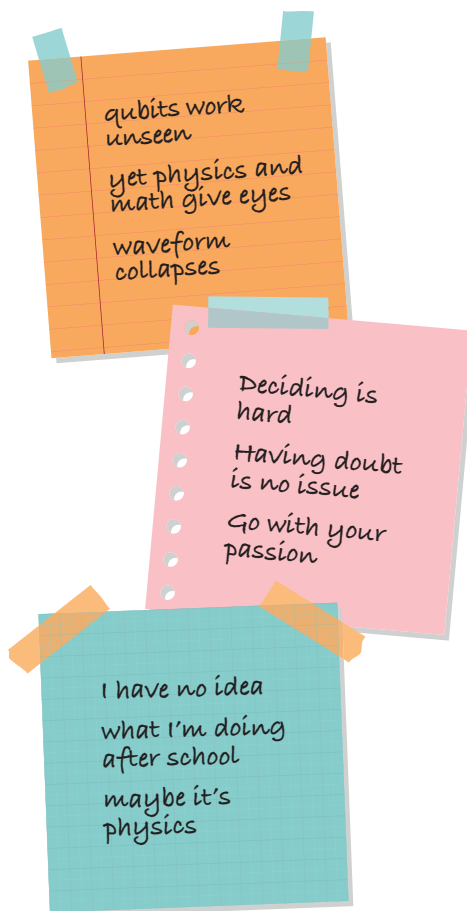 qubits work
unseen
yet physics and
math give eyes
waveform
collapses
Deciding is
hard
Having doubt
is no issue
Go with your
passion
I have no idea
what I'm doing
after school
maybe it's
physics